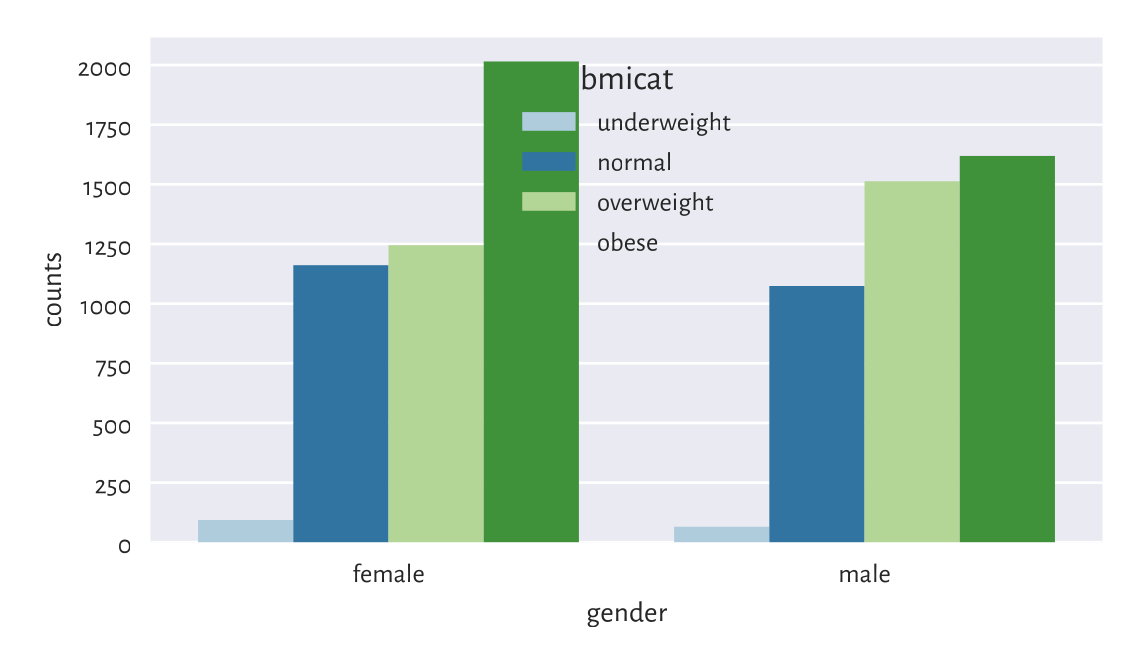 2000
1750
1500
1250
1000
750
500
250
0
counts
bmicat
underweight
normal
overweight
obese
female
male
gender